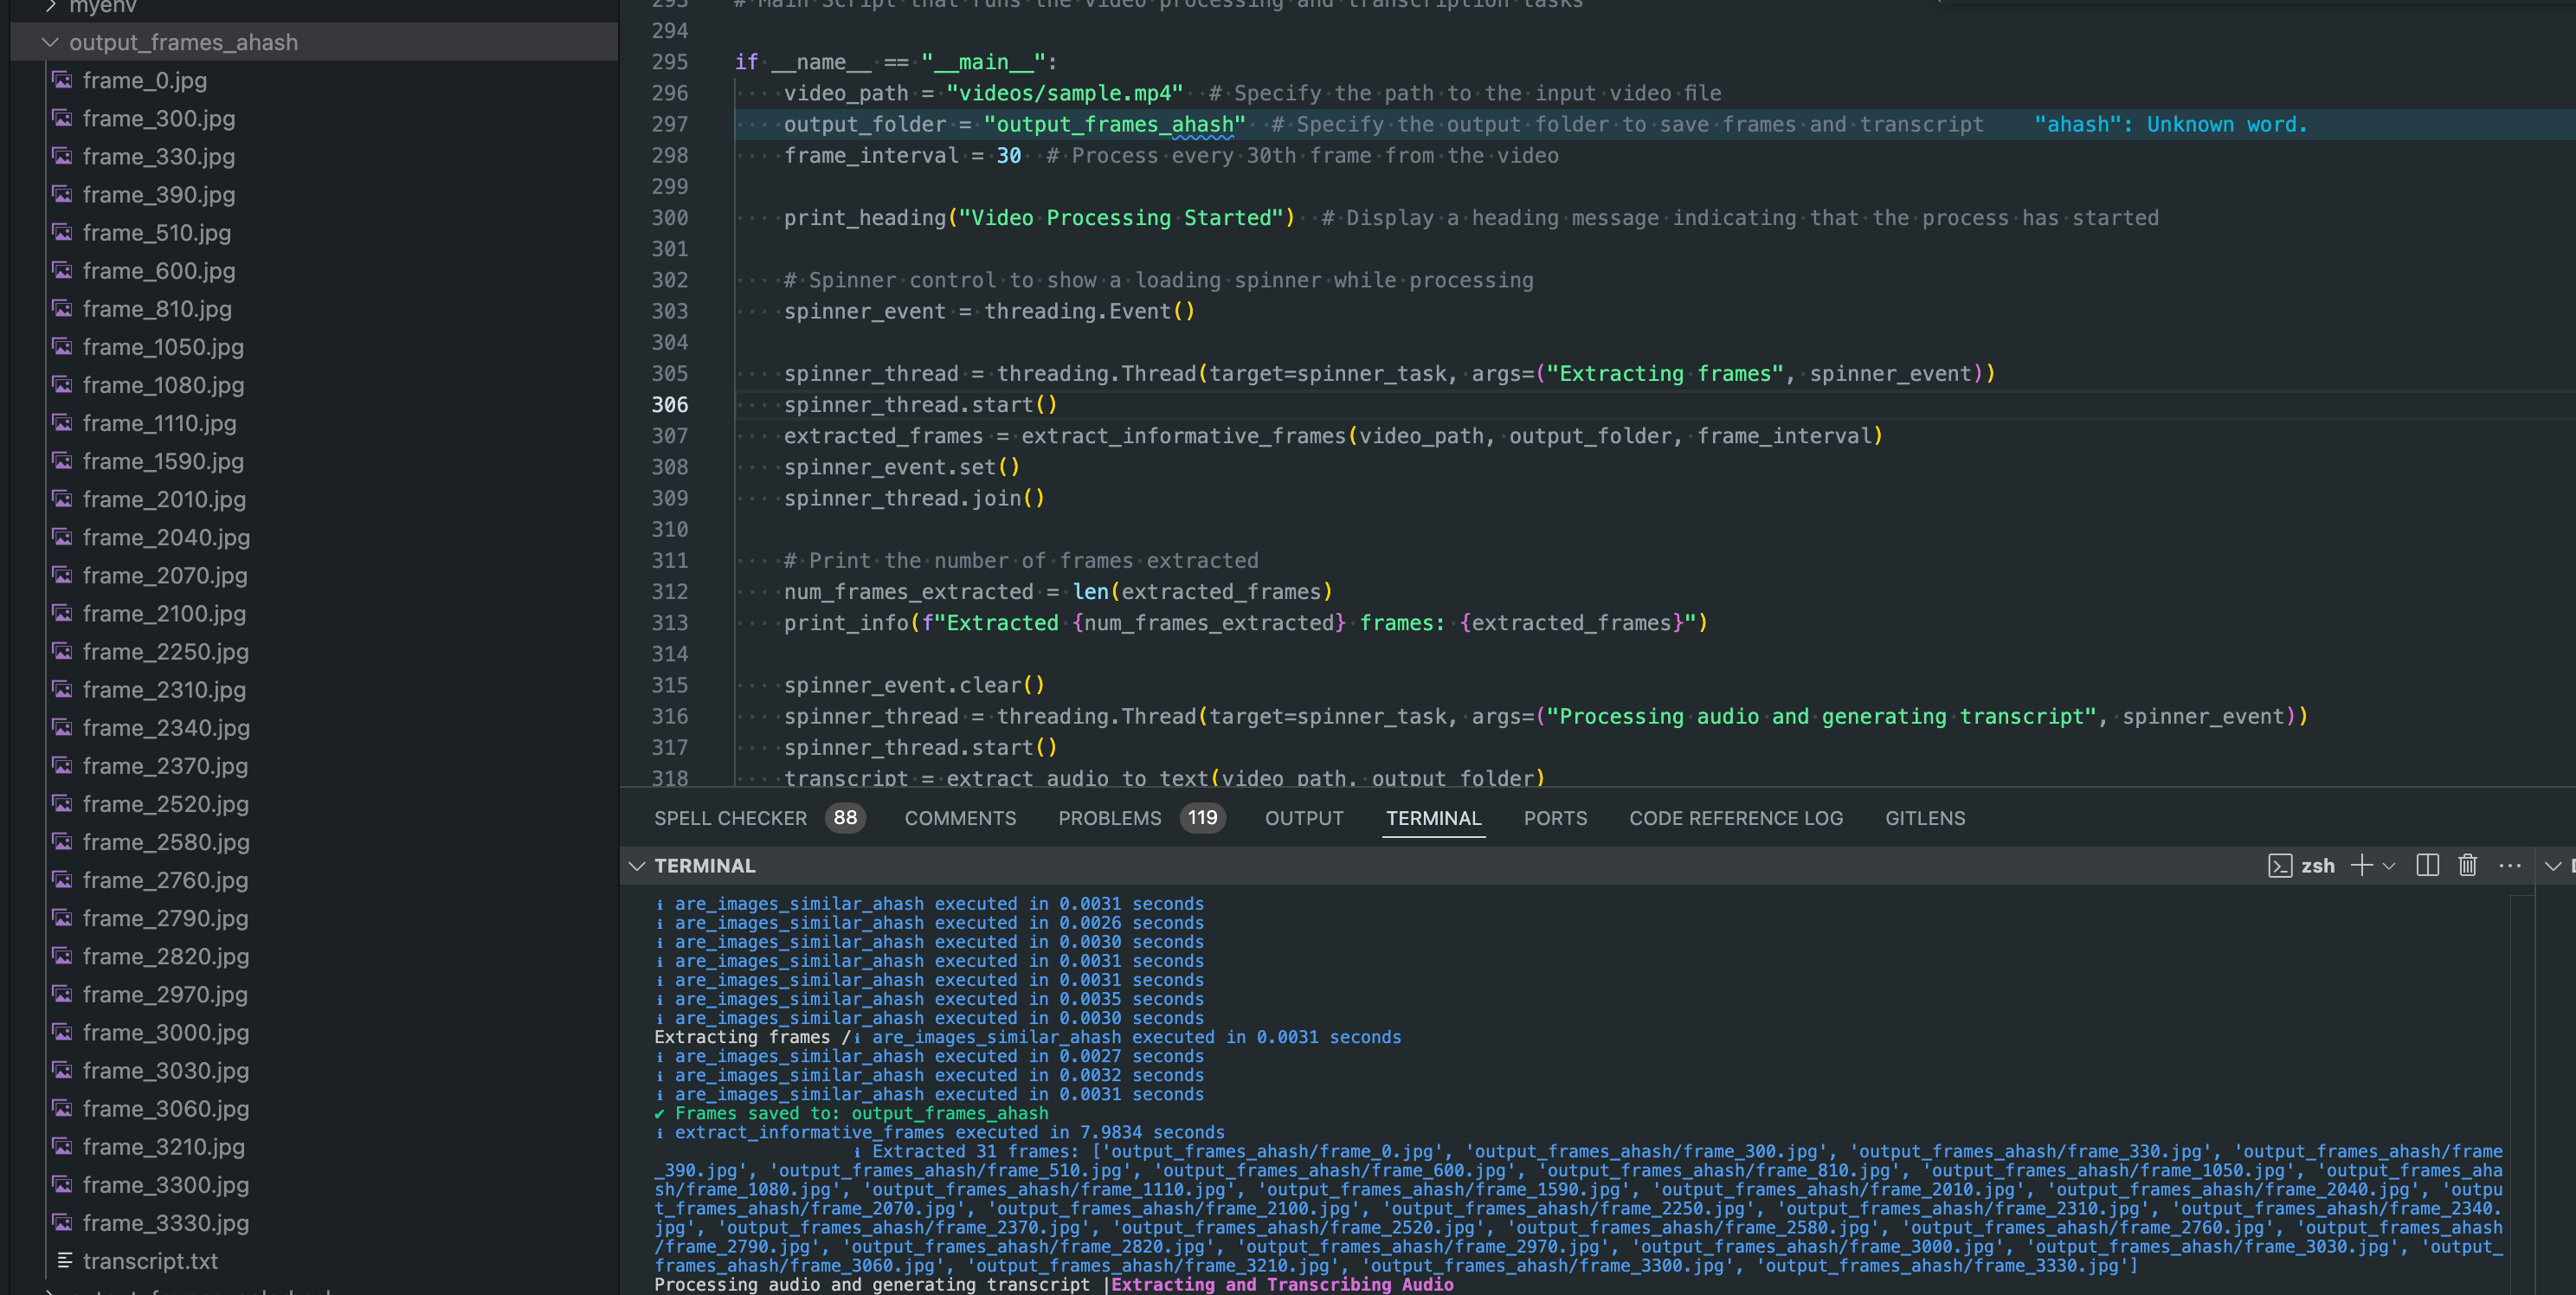 myenv
output_frames_ahash
frame_0.jpg
frame_300.jpg
frame_330.jpg
frame_390.jpg
frame_510.jpg
frame_600.jpg
frame_810.jpg
frame_1050.jpg
frame_1080.jpg
frame_1110.jpg
frame_1590.jpg
frame_2010.jpg
frame_2040.jpg
frame_2070.jpg
frame_2100.jpg
frame_2250.jpg
frame_2310.jpg
frame_2340.jpg
frame_2370.jpg
frame_2520.jpg
frame_2580.jpg
frame_2760.jpg
frame_2790.jpg
frame_2820.jpg
frame_2970.jpg
frame_3000.jpg
frame_3030.jpg
frame_3060.jpg
frame_3210.jpg
frame_3300.jpg
frame_3330.jpg
transcript.txt
293 # Main Script that runs the video processing and transcription tasks
294
295 if __name__ == "__main__":
296 video_path = "videos/sample.mp4" # Specify the path to the input video file
297 output_folder = "output_frames_ahash" # Specify the output folder to save frames and transcript "ahash": Unknown word.
298 frame_interval = 30 # Process every 30th frame from the video
299
300 print_heading("Video Processing Started") # Display a heading message indicating that the process has started
301
302 # Spinner control to show a loading spinner while processing
303 spinner_event = threading.Event()
304
305 spinner_thread = threading.Thread(target=spinner_task, args=("Extracting frames", spinner_event))
306 spinner_thread.start()
307 extracted_frames = extract_informative_frames(video_path, output_folder, frame_interval)
308 spinner_event.set()
309 spinner_thread.join()
310
311 # Print the number of frames extracted
312 num_frames_extracted = len(extracted_frames)
313 print_info(f"Extracted {num_frames_extracted} frames: {extracted_frames}")
314
315 spinner_event.clear()
316 spinner_thread = threading.Thread(target=spinner_task, args=("Processing audio and generating transcript", spinner_event))
317 spinner_thread.start()
318 transcript = extract_audio_to_text(video_path, output_folder)
SPELL CHECKER 88 COMMENTS PROBLEMS 119 OUTPUT TERMINAL PORTS CODE REFERENCE LOG GITLENS
TERMINAL zsh
ℹ are_images_similar_ahash executed in 0.0031 seconds
ℹ are_images_similar_ahash executed in 0.0026 seconds
ℹ are_images_similar_ahash executed in 0.0030 seconds
ℹ are_images_similar_ahash executed in 0.0031 seconds
ℹ are_images_similar_ahash executed in 0.0031 seconds
ℹ are_images_similar_ahash executed in 0.0035 seconds
ℹ are_images_similar_ahash executed in 0.0030 seconds
Extracting frames /ℹ are_images_similar_ahash executed in 0.0031 seconds
ℹ are_images_similar_ahash executed in 0.0027 seconds
ℹ are_images_similar_ahash executed in 0.0032 seconds
ℹ are_images_similar_ahash executed in 0.0031 seconds
✔ Frames saved to: output_frames_ahash
ℹ extract_informative_frames executed in 7.9834 seconds
ℹ Extracted 31 frames: ['output_frames_ahash/frame_0.jpg', 'output_frames_ahash/frame_300.jpg', 'output_frames_ahash/frame_330.jpg', 'output_frames_ahash/frame
_390.jpg', 'output_frames_ahash/frame_510.jpg', 'output_frames_ahash/frame_600.jpg', 'output_frames_ahash/frame_810.jpg', 'output_frames_ahash/frame_1050.jpg', 'output_frames_aha
sh/frame_1080.jpg', 'output_frames_ahash/frame_1110.jpg', 'output_frames_ahash/frame_1590.jpg', 'output_frames_ahash/frame_2010.jpg', 'output_frames_ahash/frame_2040.jpg', 'outpu
t_frames_ahash/frame_2070.jpg', 'output_frames_ahash/frame_2100.jpg', 'output_frames_ahash/frame_2250.jpg', 'output_frames_ahash/frame_2310.jpg', 'output_frames_ahash/frame_2340.
jpg', 'output_frames_ahash/frame_2370.jpg', 'output_frames_ahash/frame_2520.jpg', 'output_frames_ahash/frame_2580.jpg', 'output_frames_ahash/frame_2760.jpg', 'output_frames_ahash
/frame_2790.jpg', 'output_frames_ahash/frame_2820.jpg', 'output_frames_ahash/frame_2970.jpg', 'output_frames_ahash/frame_3000.jpg', 'output_frames_ahash/frame_3030.jpg', 'output_
frames_ahash/frame_3060.jpg', 'output_frames_ahash/frame_3210.jpg', 'output_frames_ahash/frame_3300.jpg', 'output_frames_ahash/frame_3330.jpg']
Processing audio and generating transcript |Extracting and Transcribing Audio